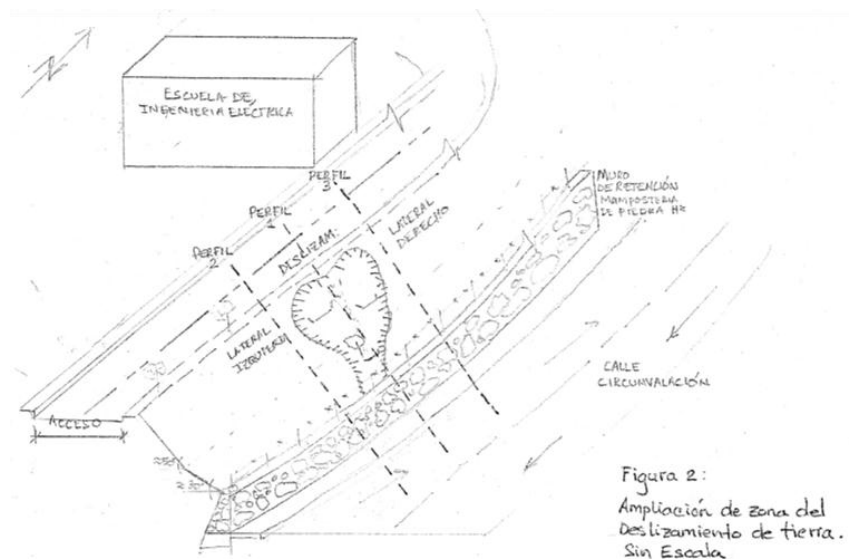 N
ESCUELA DE,
INGENIERIA ELECTRICA
PERFIL
3
PERFIL
1
PERFIL
2
DESLIZAM.
LATERAL
DERECHO
LATERAL
IZQUIERDA
MURO
DE RETENCIÓN
MAMPOSTERIA
DE PIEDRA
CALLE
CIRCUNVALACIÓN
ACCESO
Figura 2:
Ampliación de zona del
Deslizamiento de tierra.
Sin Escala